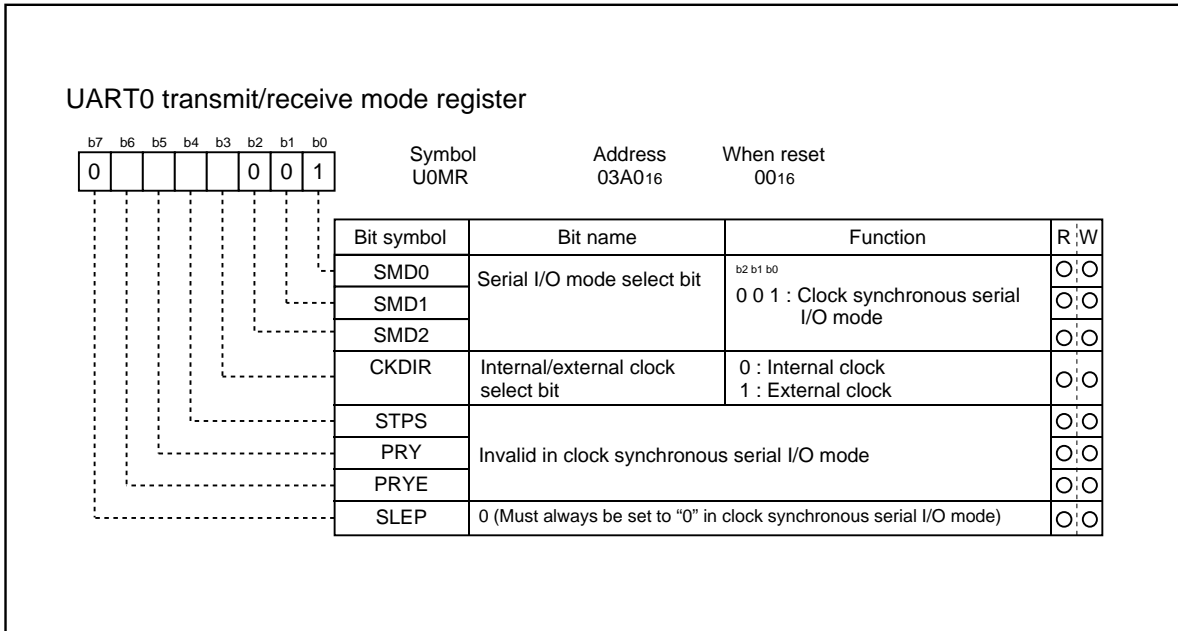 UART0 transmit/receive mode register
b7 b6 b5 b4 b3 b2 b1 b0
0 0 0 1
Symbol Address When reset
U0MR 03A016 0016
Bit symbol Bit name Function R W
SMD0 Serial I/O mode select bit b2 b1 b0
SMD1 0 0 1 : Clock synchronous serial
I/O mode
SMD2
CKDIR Internal/external clock 0 : Internal clock
select bit 1 : External clock
STPS
PRY Invalid in clock synchronous serial I/O mode
PRYE
SLEP 0 (Must always be set to “0” in clock synchronous serial I/O mode)